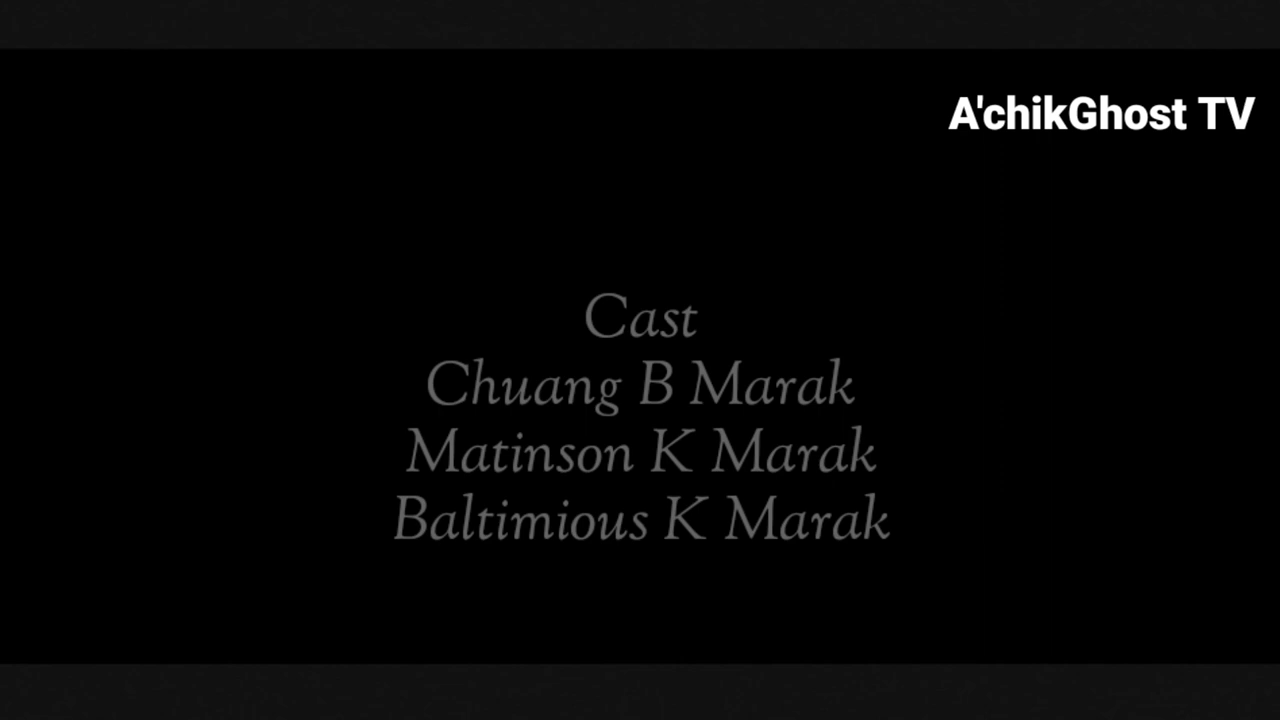 A'chikGhost TV
Cast
Chuang B Marak
Matinson K Marak
Baltimious K Marak